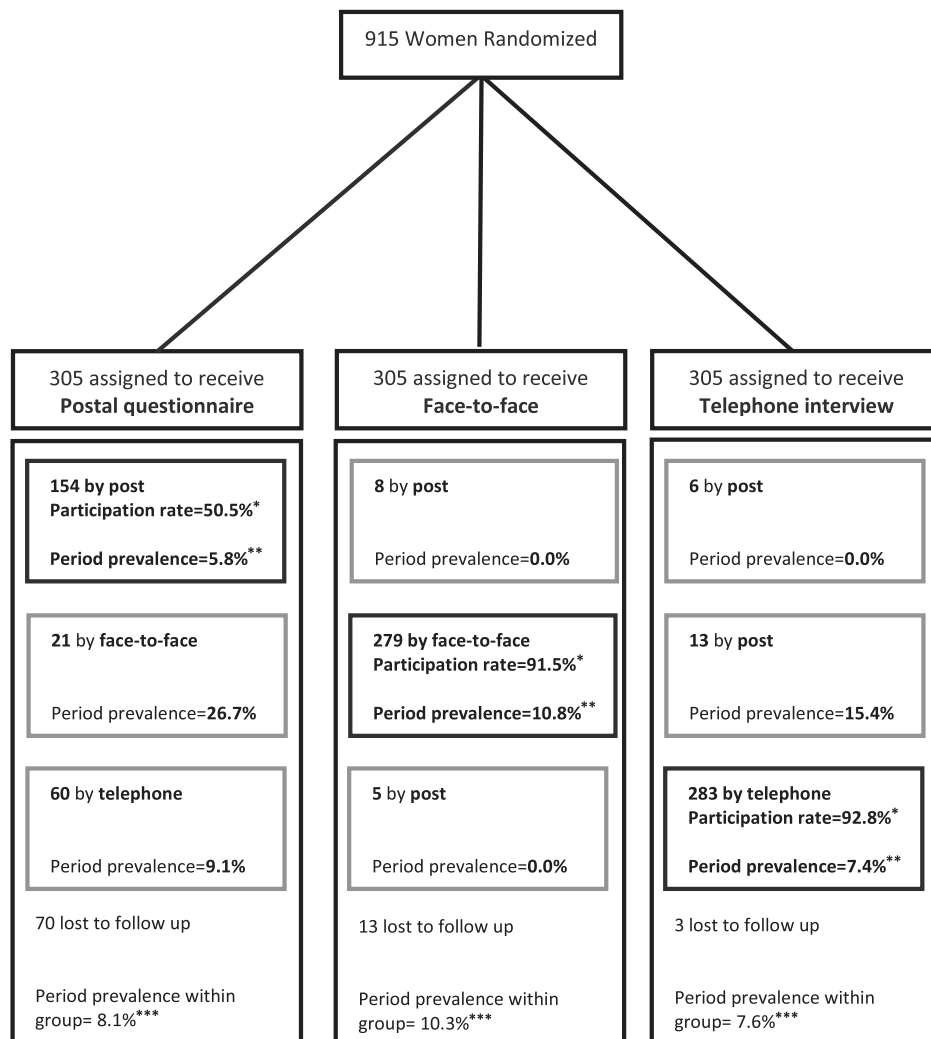 915 Women Randomized
305 assigned to receive
Postal questionnaire
154 by post
Participation rate=50.5%*
Period prevalence=5.8%**
21 by face-to-face
Period prevalence=26.7%
60 by telephone
Period prevalence=9.1%
70 lost to follow up
Period prevalence within
group= 8.1%***
305 assigned to receive
Face-to-face
8 by post
Period prevalence=0.0%
279 by face-to-face
Participation rate=91.5%*
Period prevalence=10.8%**
5 by post
Period prevalence=0.0%
13 lost to follow up
Period prevalence within
group= 10.3%***
305 assigned to receive
Telephone interview
6 by post
Period prevalence=0.0%
13 by post
Period prevalence=15.4%
283 by telephone
Participation rate=92.8%*
Period prevalence=7.4%**
3 lost to follow up
Period prevalence within
group= 7.6%***